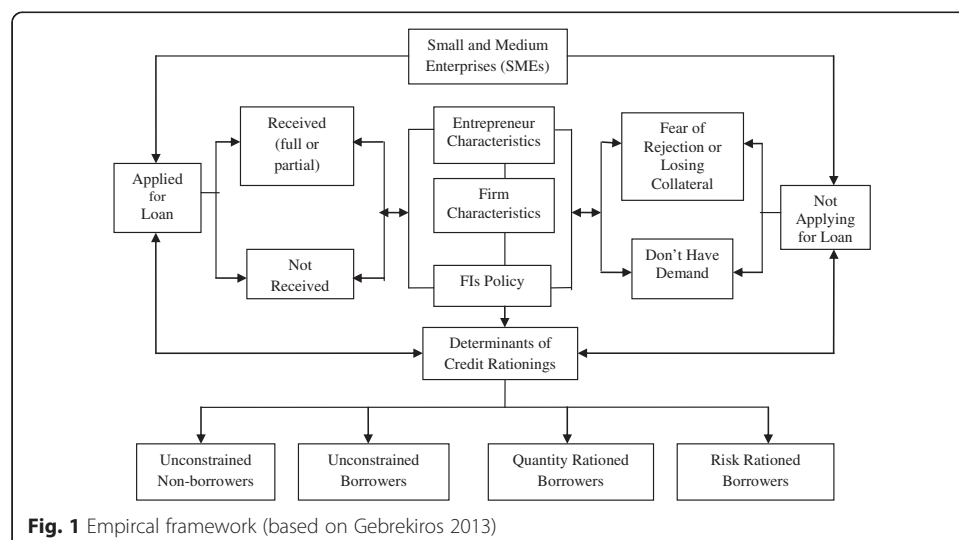 Small and Medium
Enterprises (SMEs)
Received
(full or
partial)
Entrepreneur
Characteristics
Fear of
Rejection or
Losing
Collateral
Applied
for
Loan
Firm
Characteristics
Not
Applying
for Loan
Not
Received
FIs Policy
Don't Have
Demand
Determinants of
Credit Rationings
Unconstrained
Non-borrowers
Unconstrained
Borrowers
Quantity Rationed
Borrowers
Risk Rationed
Borrowers
Fig. 1 Empircal framework (based on Gebrekiros 2013)